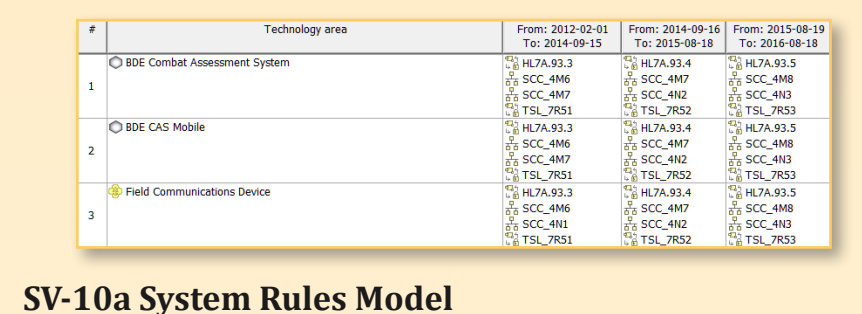 # Technology area From: 2012-02-01 From: 2014-09-16 From: 2015-08-19
To: 2014-09-15 To: 2015-08-18 To: 2016-08-18
BDE Combat Assessment System HL7A.93.3 HL7A.93.4 HL7A.93.5
SCC_4M6 SCC_4M7 SCC_4M8
1 SCC_4M7 SCC_4N2 SCC_4N3
TSL_7R51 TSL_7R52 TSL_7R53
BDE CAS Mobile HL7A.93.3 HL7A.93.4 HL7A.93.5
SCC_4M6 SCC_4M7 SCC_4M8
2 SCC_4M7 SCC_4N2 SCC_4N3
TSL_7R51 TSL_7R52 TSL_7R53
Field Communications Device HL7A.93.3 HL7A.93.4 HL7A.93.5
SCC_4M6 SCC_4M7 SCC_4M8
3 SCC_4N1 SCC_4N2 SCC_4N3
TSL_7R51 TSL_7R52 TSL_7R53
SV-10a System Rules Model